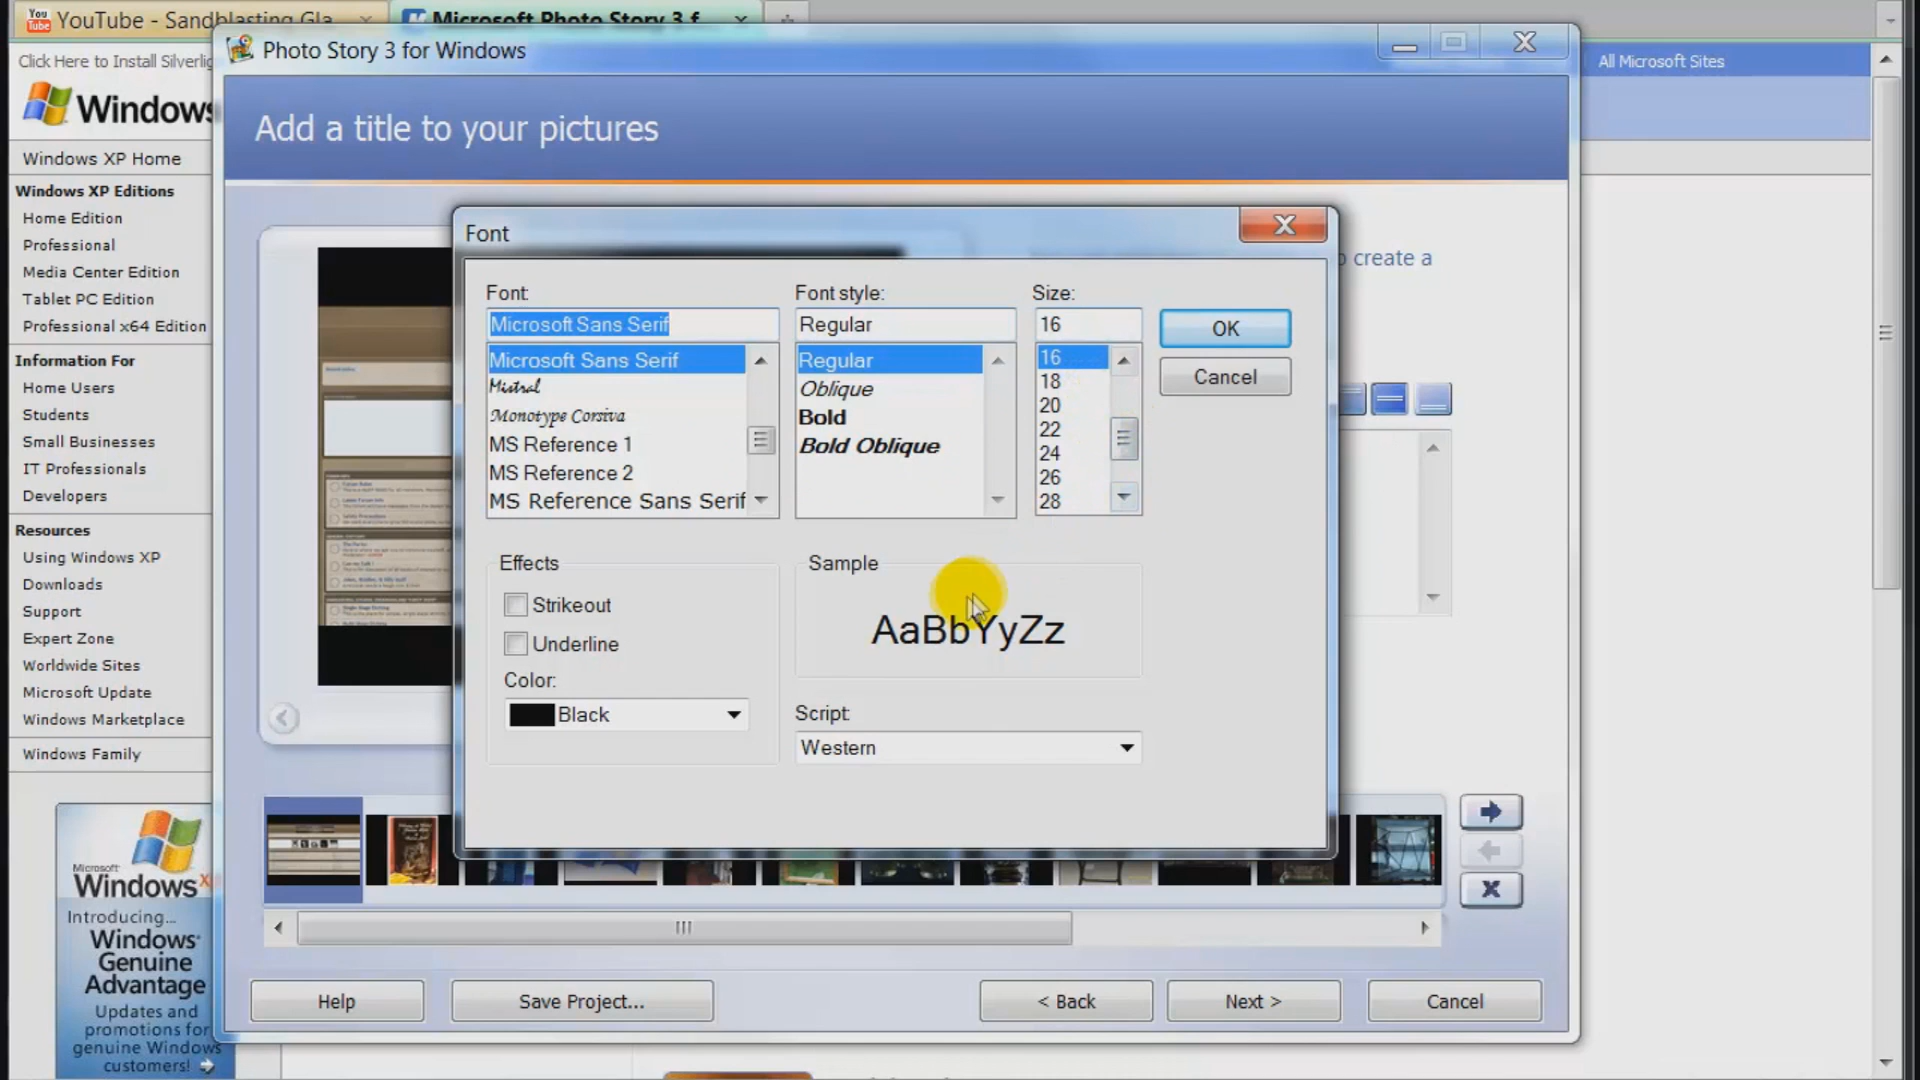 You Tube
YouTube - Sandblasting Gla
Microsoft Photo Story 3 f
Click Here to Install Silverlig
All Microsoft Sites
Windows
Windows XP Home
Windows XP Editions
Home Edition
Professional
Media Center Edition
Tablet PC Edition
Professional x64 Edition
Information For
Home Users
Students
Small Businesses
IT Professionals
Developers
Resources
Using Windows XP
Downloads
Support
Expert Zone
Worldwide Sites
Microsoft Update
Windows Marketplace
Windows Family
Microsoft
Windows XP
Introducing...
Windows
Genuine
Advantage
Updates and
promotions for
genuine Windows
customers!
Photo Story 3 for Windows
Add a title to your pictures
create a
Font
Font:
Font style:
Size:
Microsoft Sans Serif
Regular
16
OK
Cancel
Microsoft Sans Serif
Mistral
Monotype Corsiva
MS Reference 1
MS Reference 2
MS Reference Sans Serif
Regular
Oblique
Bold
Bold Oblique
16
18
20
22
24
26
28
Effects
Strikeout
Underline
Color:
Black
Sample
AaBbYyZz
Script:
Western
Help
Save Project...
< Back
Next >
Cancel